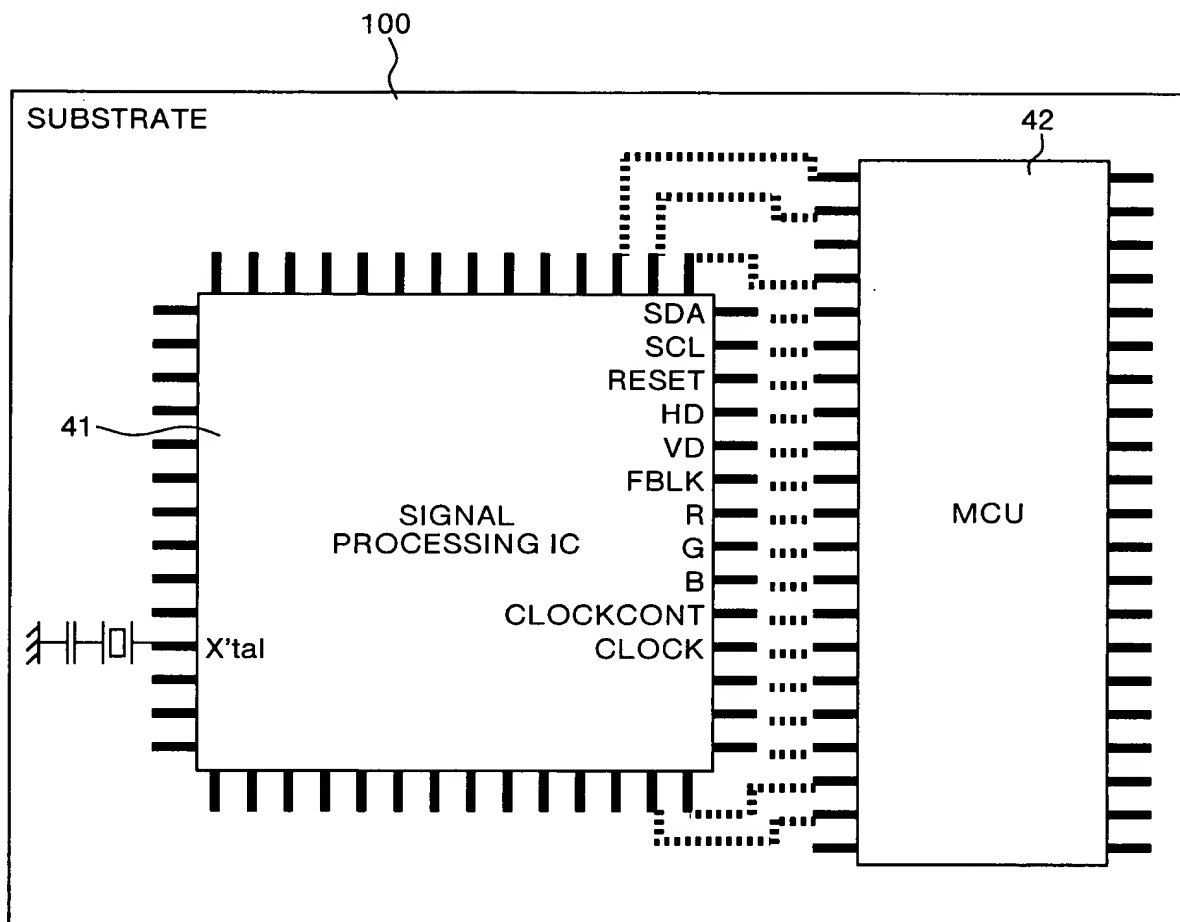 100
SUBSTRATE
42
SDA
SCL
RESET
HD
41
VD
FBLK
SIGNAL
PROCESSING IC
R
MCU
G
B
CLOCKCONT
X'tal
CLOCK